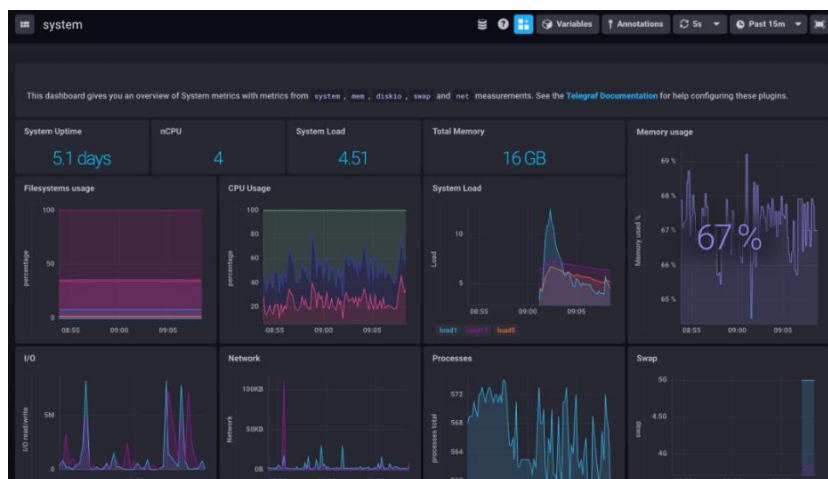 system
Variables
Annotations
5s
Past 15m
This dashboard gives you an overview of System metrics with metrics from system , mem , diskio , swap and net measurements. See the Telegraf Documentation for help configuring these plugins.
System Uptime
5.1 days
nCPU
4
System Load
4.51
Total Memory
16 GB
Memory usage
69 %
68 %
67 %
66 %
65 %
Memory used %
67 %
08:55
09:00
09:05
Filesystems usage
100
50
0
percentage
08:55
09:00
09:05
CPU Usage
100
80
60
40
20
percentage
08:55
09:00
09:05
System Load
10
5
Load
08:55
09:00
09:05
load1
load15
load5
I/O
5M
0
I/O read/write
Network
100KB
50KB
0B
Network
Processes
572
568
564
processes total
Swap
5G
4.5G
4G
swap